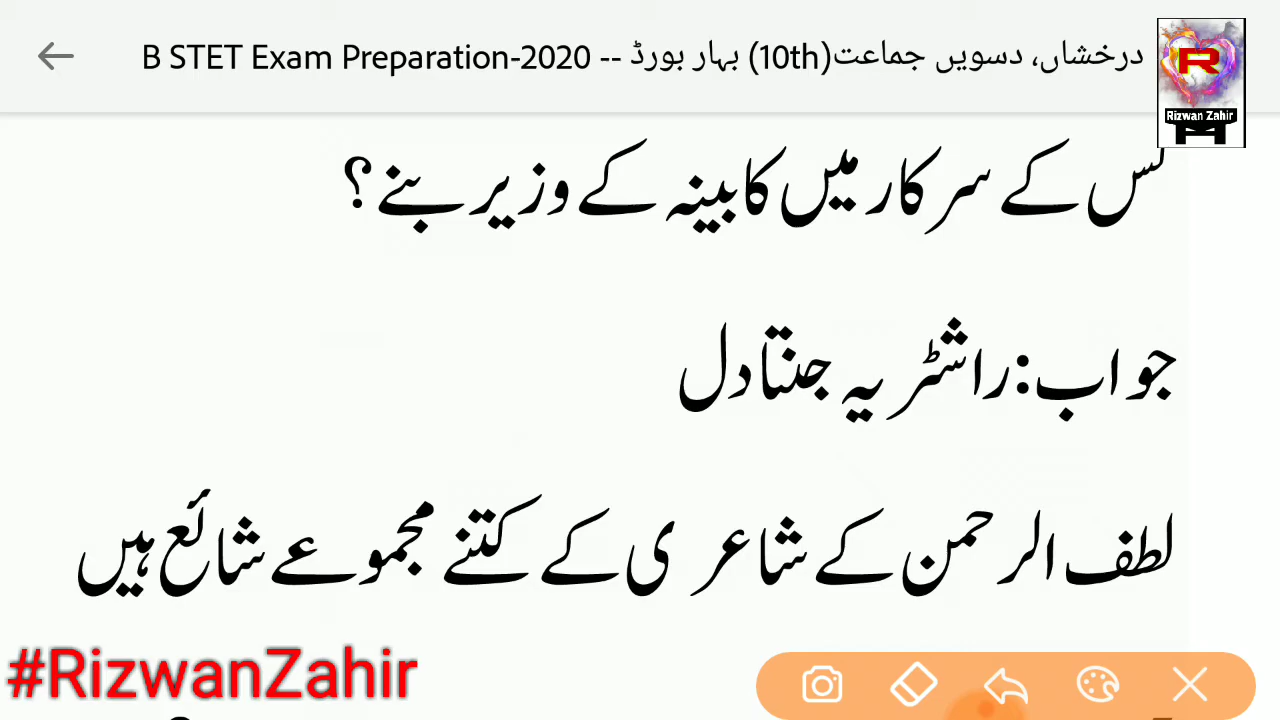 درخشاں، دسویں جماعت(10th) بہار بورڈ -- B STET Exam Preparation-2020
R
Rizwan Zahir
کس کے سرکار میں کابینہ کے وزیر بنے؟
جواب: راشٹریہ جنتادل
لطف الرحمن کے شاعری کے کتنے مجموعے شائع ہیں
#RizwanZahir